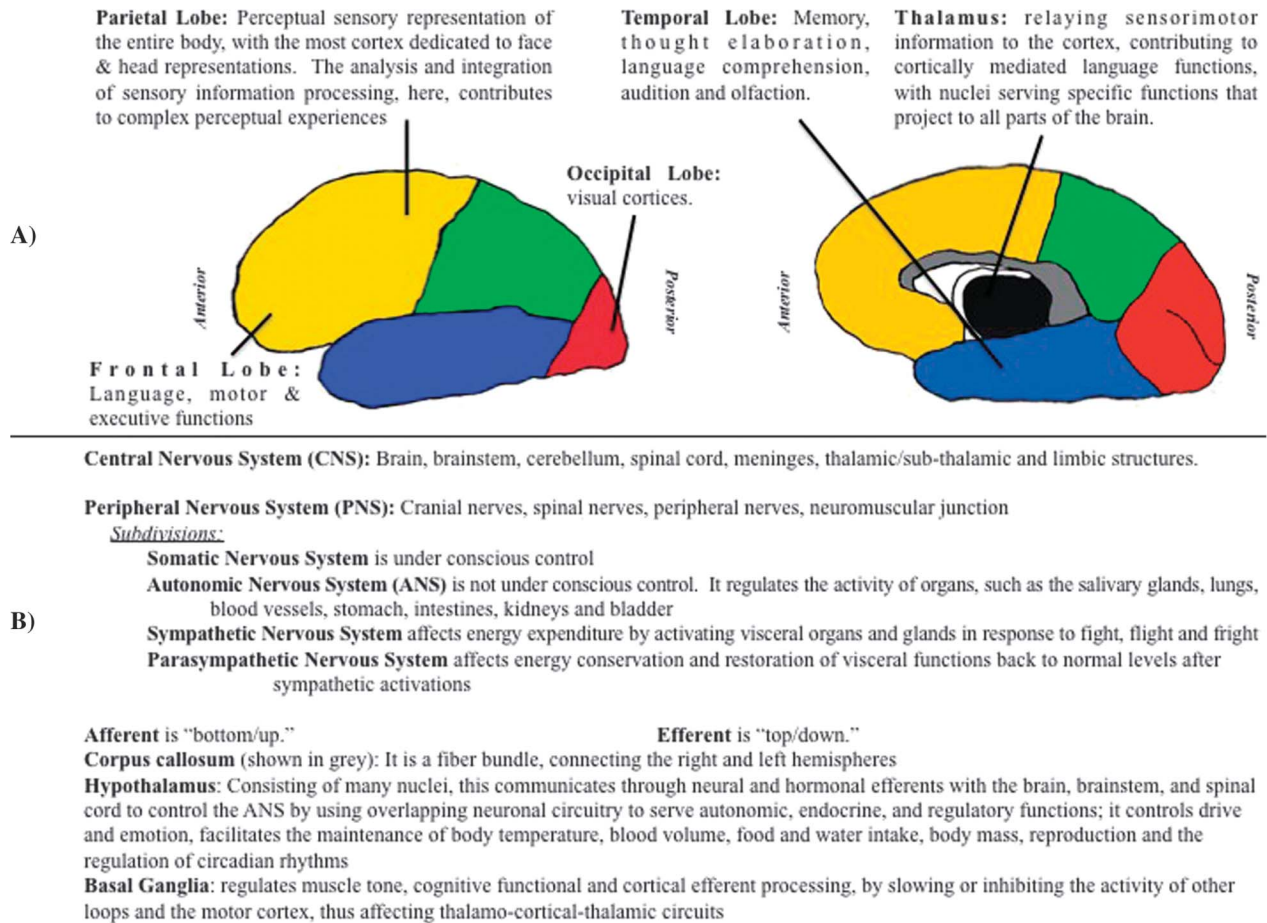 Parietal Lobe: Perceptual sensory representation of
the entire body, with the most cortex dedicated to face
& head representations. The analysis and integration
of sensory information processing, here, contributes
to complex perceptual experiences
Temporal Lobe: Memory,
thought elaboration,
language comprehension,
audition and olfaction.
Thalamus: relaying sensorimotor
information to the cortex, contributing to
cortically mediated language functions,
with nuclei serving specific functions that
project to all parts of the brain.
Occipital Lobe:
visual cortices.
A)
Anterior
Posterior
Anterior
Posterior
Frontal Lobe:
Language, motor &
executive functions
Central Nervous System (CNS): Brain, brainstem, cerebellum, spinal cord, meninges, thalamic/sub-thalamic and limbic structures.
Peripheral Nervous System (PNS): Cranial nerves, spinal nerves, peripheral nerves, neuromuscular junction
Subdivisions:
Somatic Nervous System is under conscious control
Autonomic Nervous System (ANS) is not under conscious control. It regulates the activity of organs, such as the salivary glands, lungs,
blood vessels, stomach, intestines, kidneys and bladder
B)
Sympathetic Nervous System affects energy expenditure by activating visceral organs and glands in response to fight, flight and fright
Parasympathetic Nervous System affects energy conservation and restoration of visceral functions back to normal levels after
sympathetic activations
Afferent is “bottom/up.”
Efferent is “top/down.”
Corpus callosum (shown in grey): It is a fiber bundle, connecting the right and left hemispheres
Hypothalamus: Consisting of many nuclei, this communicates through neural and hormonal efferents with the brain, brainstem, and spinal
cord to control the ANS by using overlapping neuronal circuitry to serve autonomic, endocrine, and regulatory functions; it controls drive
and emotion, facilitates the maintenance of body temperature, blood volume, food and water intake, body mass, reproduction and the
regulation of circadian rhythms
Basal Ganglia: regulates muscle tone, cognitive functional and cortical efferent processing, by slowing or inhibiting the activity of other
loops and the motor cortex, thus affecting thalamo-cortical-thalamic circuits